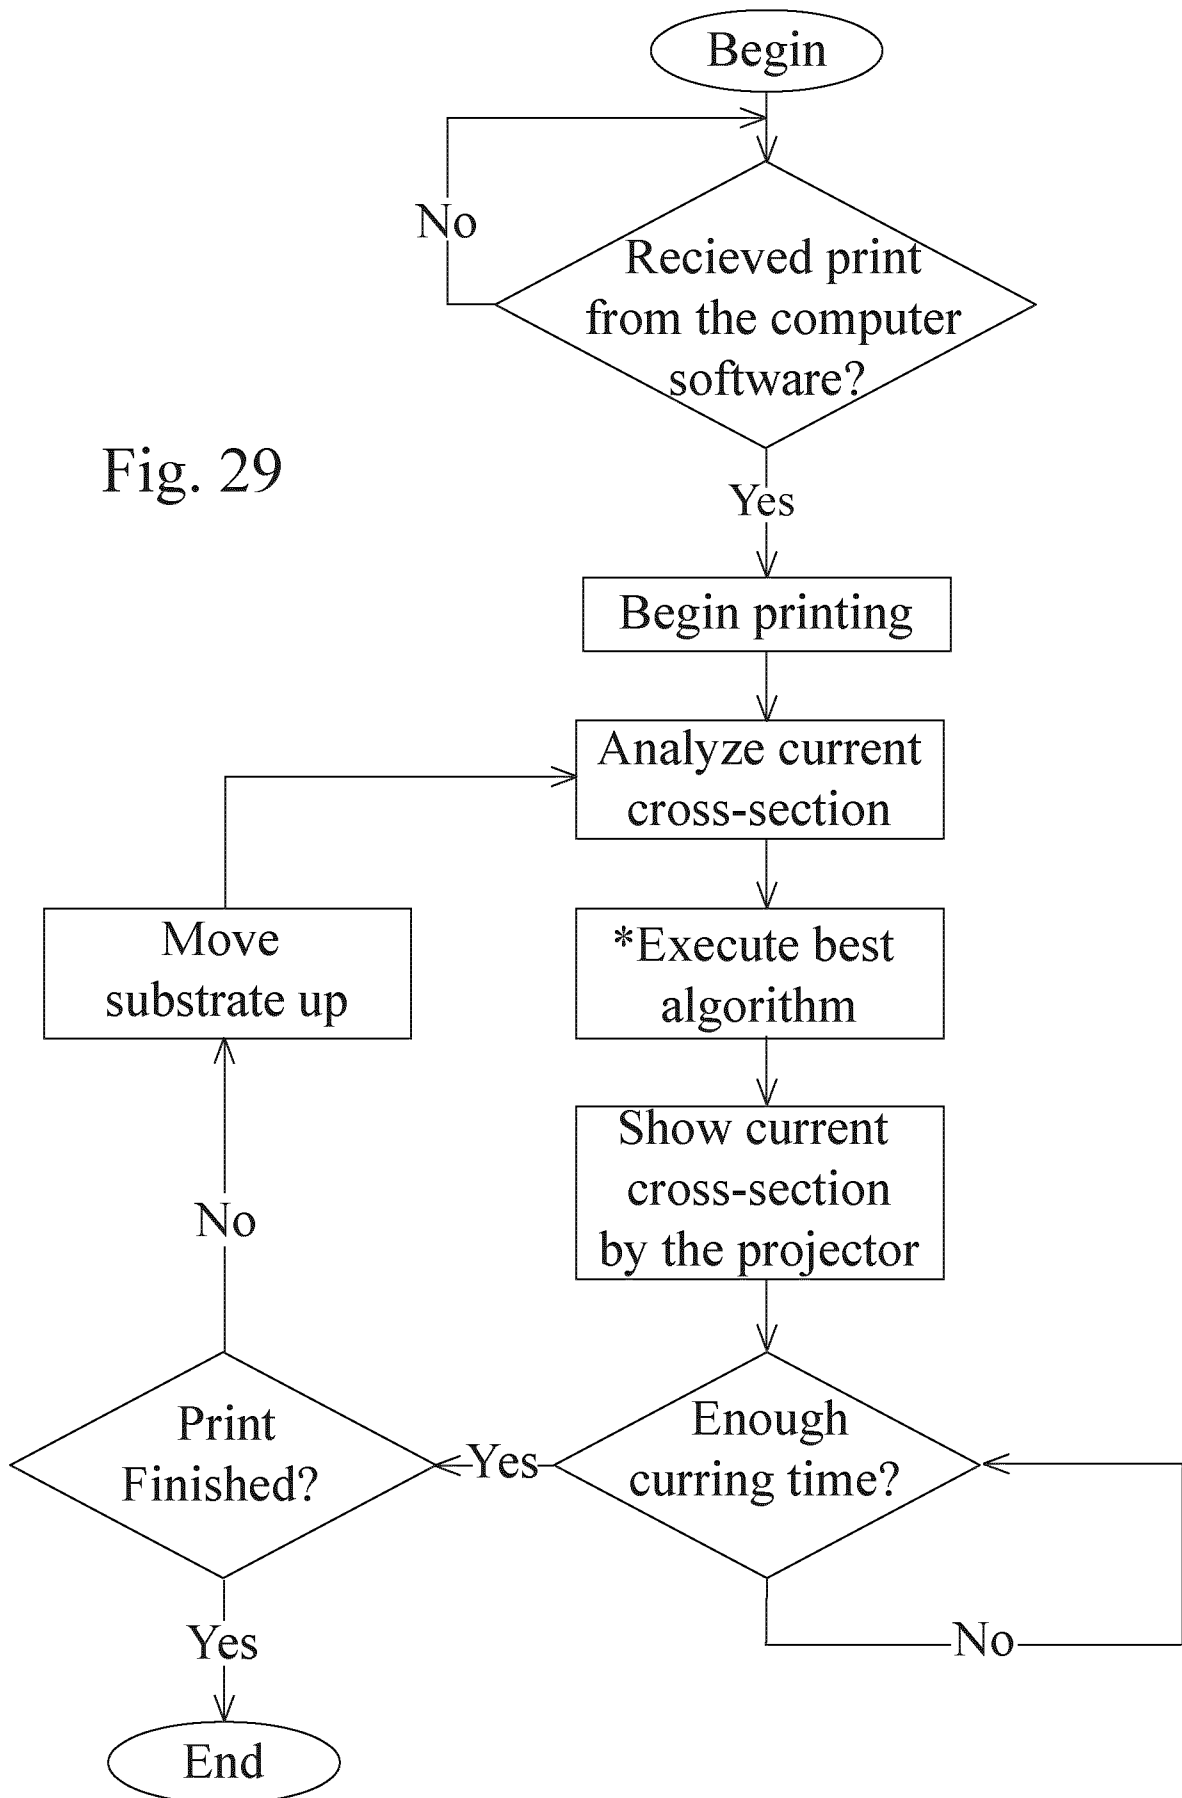 Begin
No
Recieved print
from the computer
software?
Fig. 29
Yes
Begin printing
Analyze current
cross-section
Move
substrate up
*Execute best
algorithm
Show current
cross-section
by the projector
No
Print
Finished?
Yes
Enough
curring time?
Yes
No
End